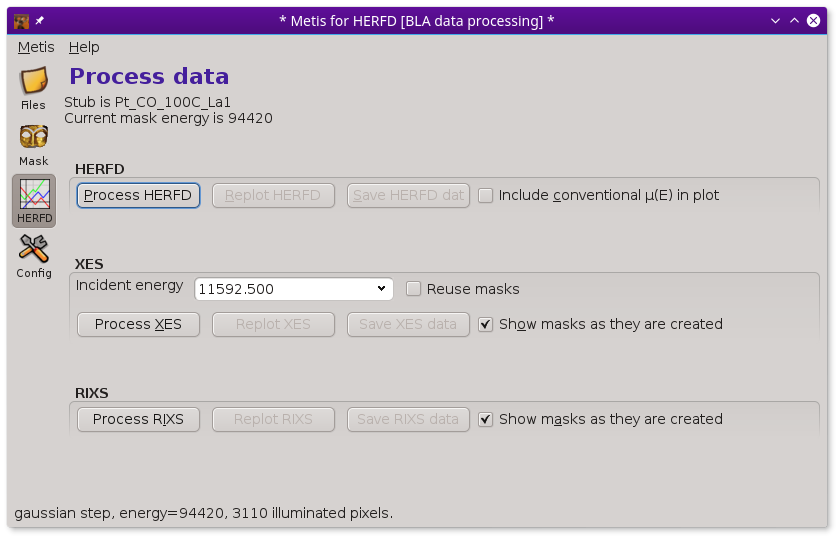 * Metis for HERFD [BLA data processing] *
Metis Help
Files
Mask
HERFD
Config
Process data
Stub is Pt_CO_100C_La1
Current mask energy is 94420
HERFD
Process HERFD Replot HERFD Save HERFD dat Include conventional μ(E) in plot
XES
Incident energy 11592.500 Reuse masks
Process XES Replot XES Save XES data Show masks as they are created
RIXS
Process RIXS Replot RIXS Save RIXS data Show masks as they are created
gaussian step, energy=94420, 3110 illuminated pixels.